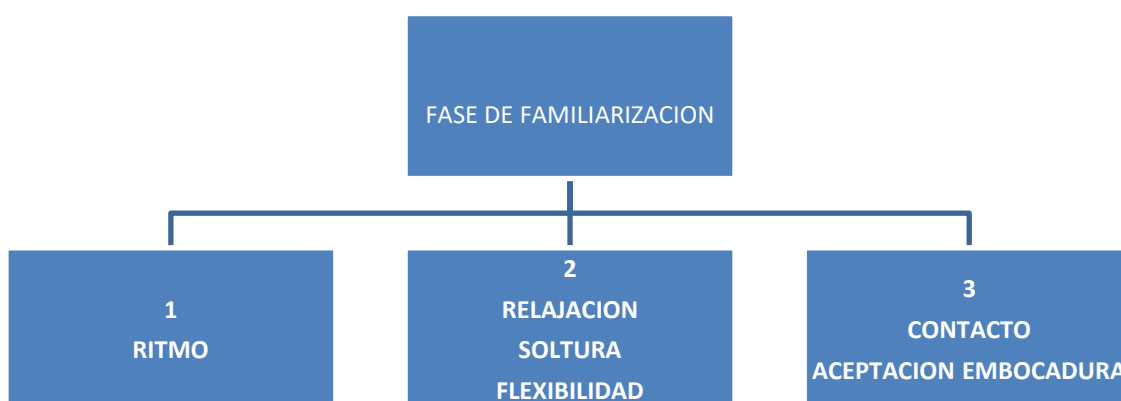 FASE DE FAMILIARIZACION
1
RITMO
2
RELAJACION
SOLTURA
FLEXIBILIDAD
3
CONTACTO
ACEPTACION EMBOCADURA